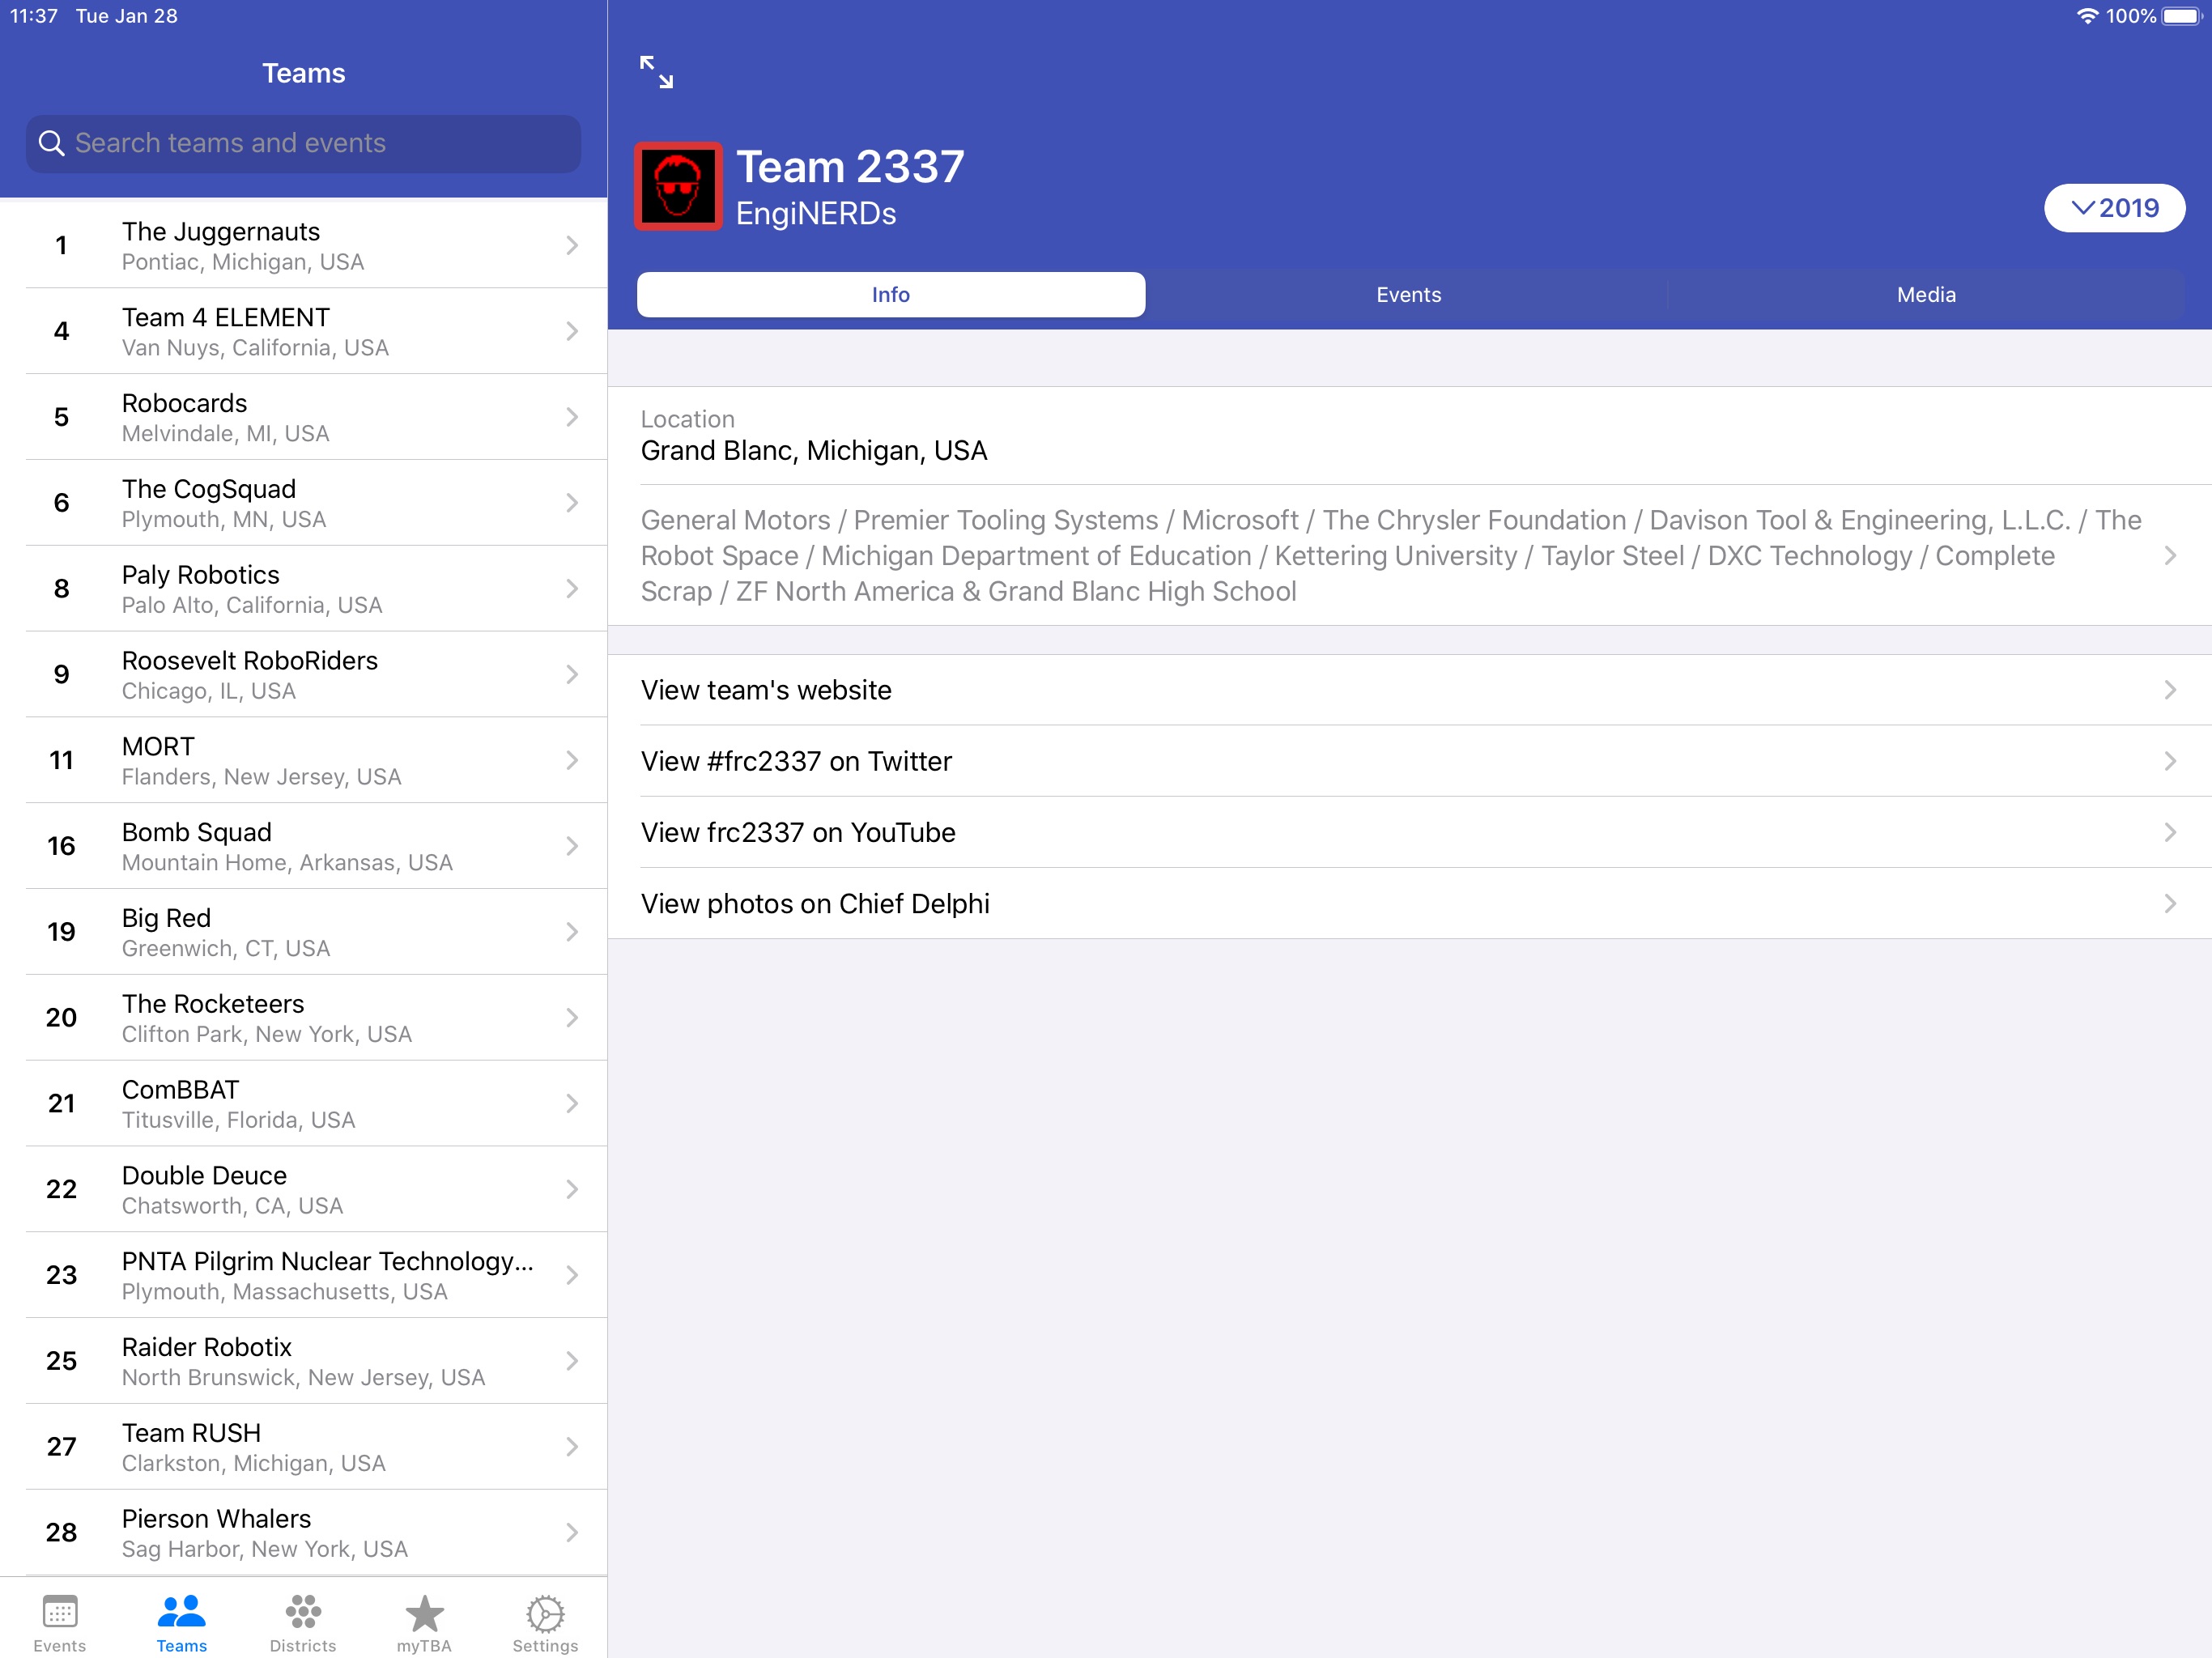 11:37 Tue Jan 28
100%
Teams
Search teams and events
1
The Juggernauts
Pontiac, Michigan, USA
4
Team 4 ELEMENT
Van Nuys, California, USA
5
Robocards
Melvindale, MI, USA
6
The CogSquad
Plymouth, MN, USA
8
Paly Robotics
Palo Alto, California, USA
9
Roosevelt RoboRiders
Chicago, IL, USA
11
MORT
Flanders, New Jersey, USA
16
Bomb Squad
Mountain Home, Arkansas, USA
19
Big Red
Greenwich, CT, USA
20
The Rocketeers
Clifton Park, New York, USA
21
ComBBAT
Titusville, Florida, USA
22
Double Deuce
Chatsworth, CA, USA
23
PNTA Pilgrim Nuclear Technology...
Plymouth, Massachusetts, USA
25
Raider Robotix
North Brunswick, New Jersey, USA
27
Team RUSH
Clarkston, Michigan, USA
28
Pierson Whalers
Sag Harbor, New York, USA
Events
Teams
Districts
myTBA
Settings
Team 2337
EngiNERDs
2019
Info
Events
Media
Location
Grand Blanc, Michigan, USA
General Motors / Premier Tooling Systems / Microsoft / The Chrysler Foundation / Davison Tool & Engineering, L.L.C. / The
Robot Space / Michigan Department of Education / Kettering University / Taylor Steel / DXC Technology / Complete
Scrap / ZF North America & Grand Blanc High School
View team's website
View #frc2337 on Twitter
View frc2337 on YouTube
View photos on Chief Delphi